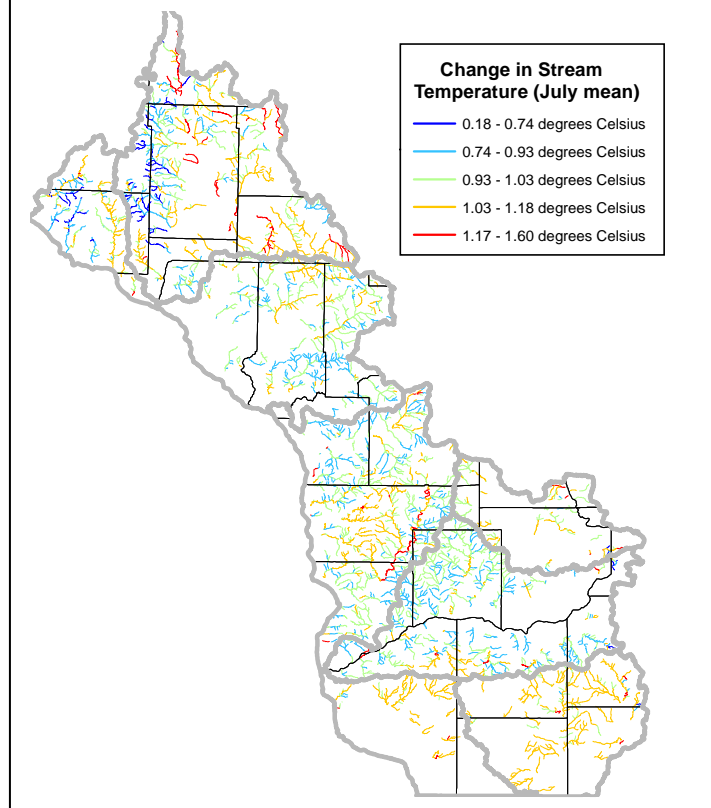 Change in Stream
Temperature (July mean)
0.18 - 0.74 degrees Celsius
0.74 - 0.93 degrees Celsius
0.93 - 1.03 degrees Celsius
1.03 - 1.18 degrees Celsius
1.17 - 1.60 degrees Celsius